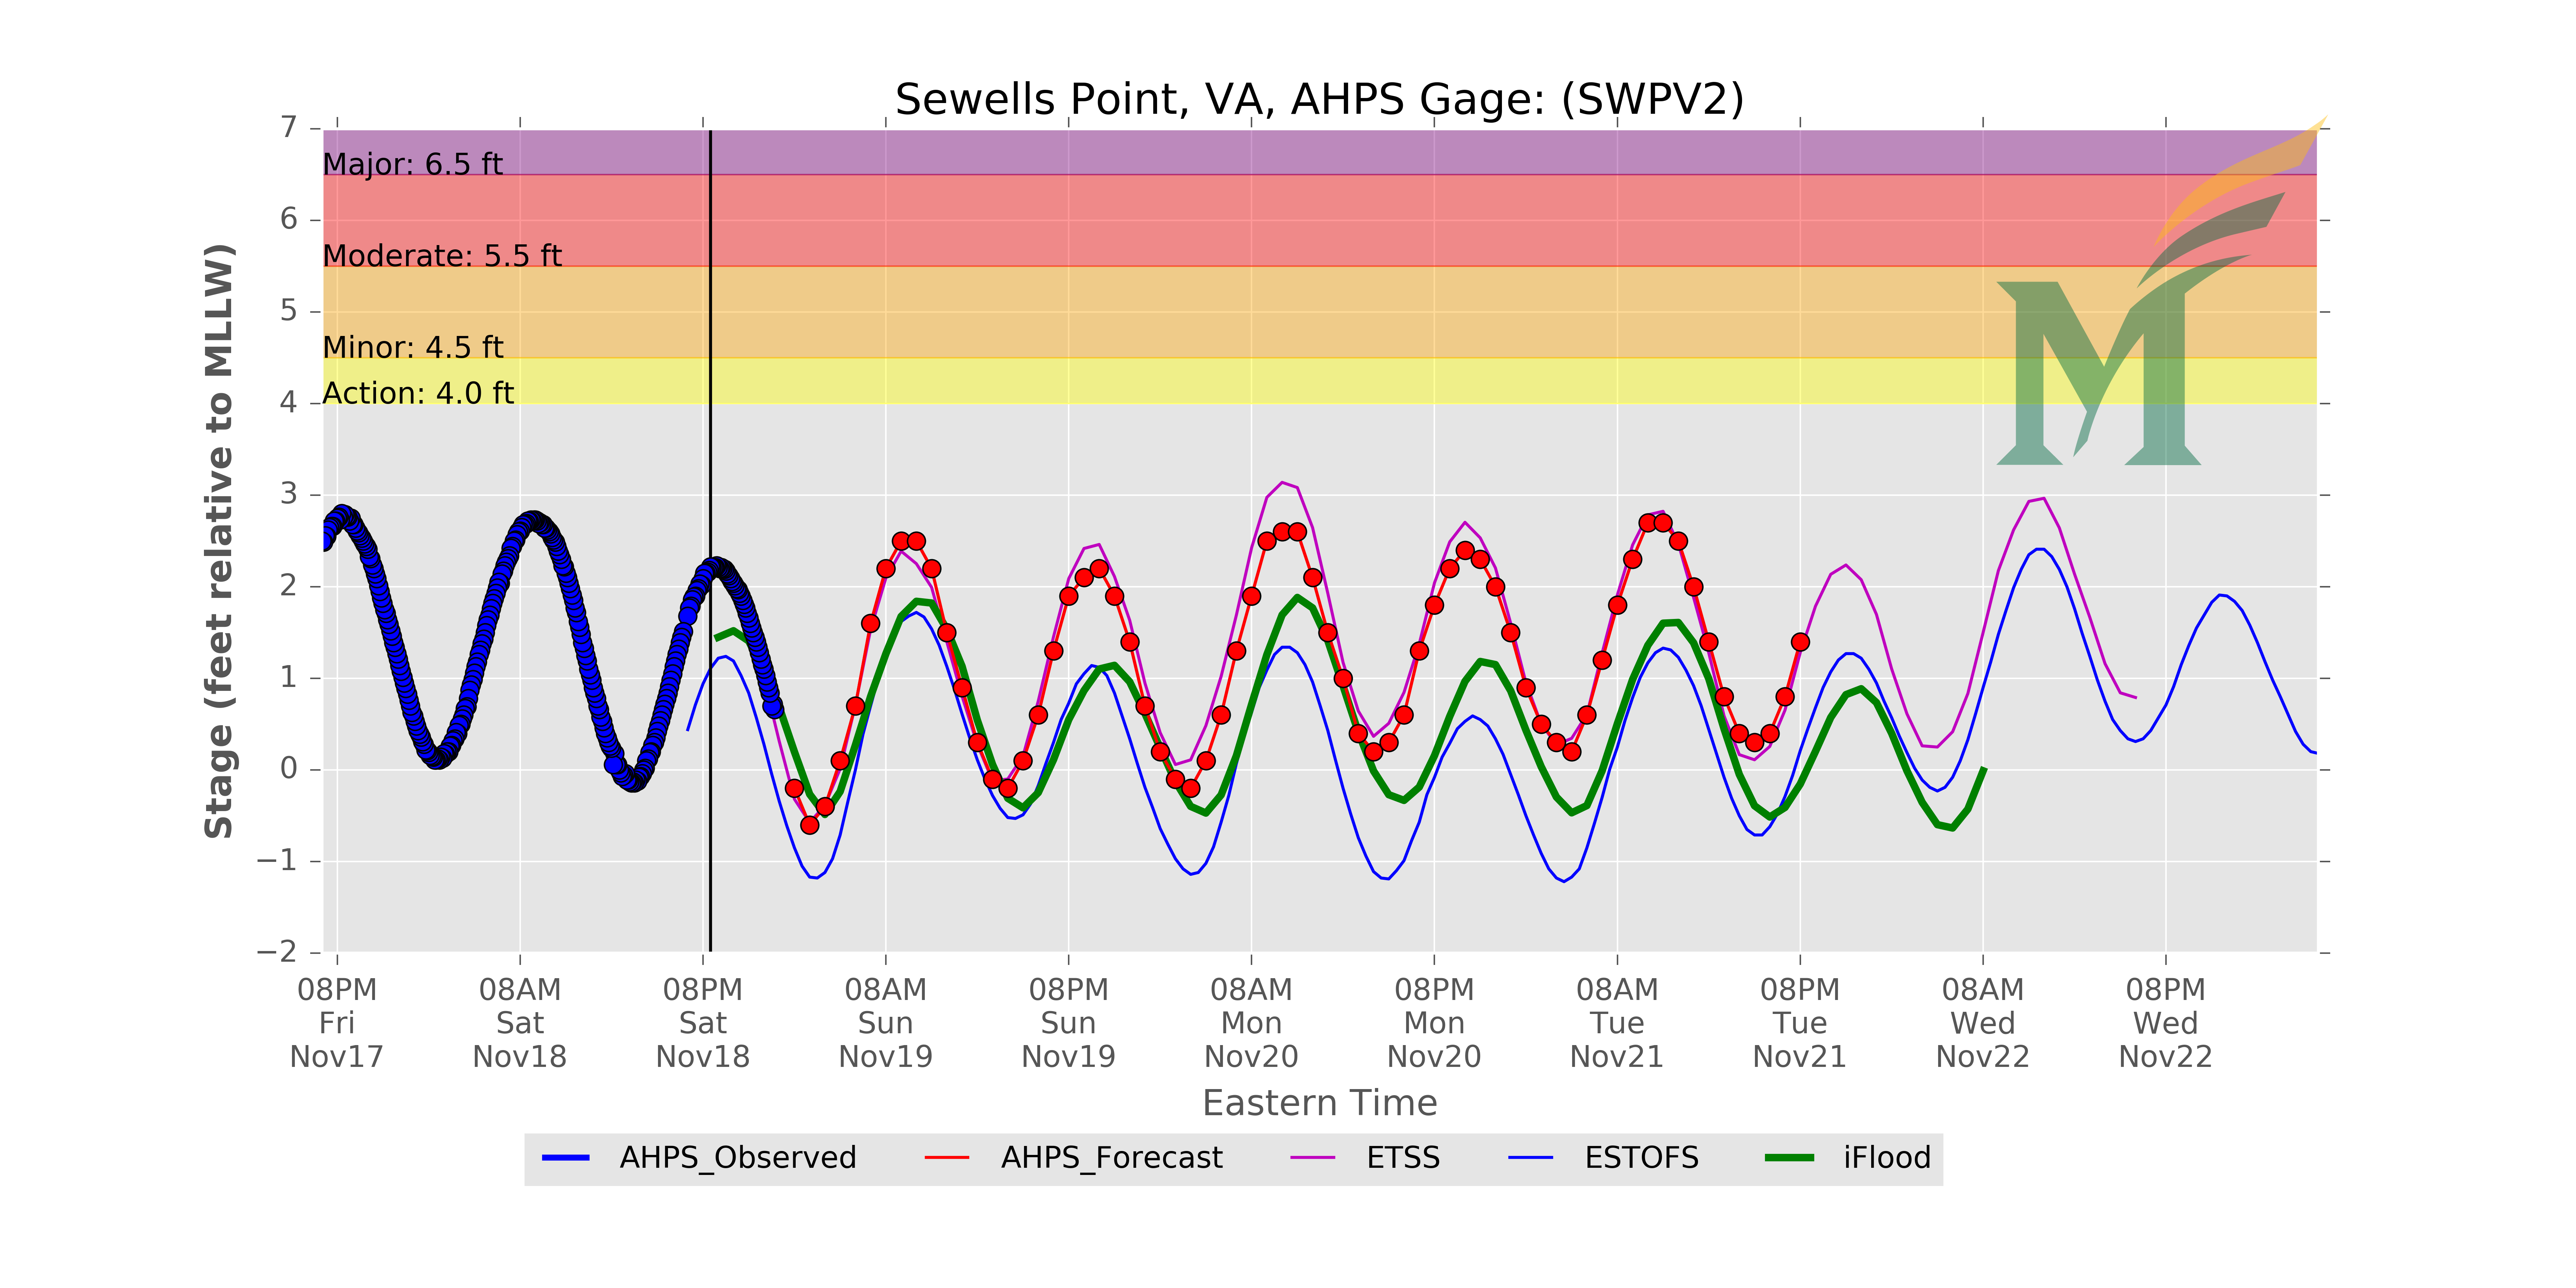 Sewells Point, VA, AHPS Gage: (SWPV2)
7
6
5
4
3
2
1
0
−1
−2
Stage (feet relative to MLLW)
Major: 6.5 ft
Moderate: 5.5 ft
Minor: 4.5 ft
Action: 4.0 ft
M
08PM 08AM 08PM 08AM 08PM 08AM 08PM 08AM 08PM 08AM 08PM
Fri Sat Sat Sun Sun Mon Mon Tue Tue Wed Wed
Nov17 Nov18 Nov18 Nov19 Nov19 Nov20 Nov20 Nov21 Nov21 Nov22 Nov22
Eastern Time
AHPS_Observed AHPS_Forecast ETSS ESTOFS iFlood